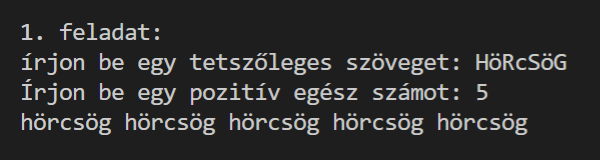 1. feladat:
írjon be egy tetszőleges szöveget: HöRcSöG
Írjon be egy pozitív egész számot: 5
hörcsög hörcsög hörcsög hörcsög hörcsög